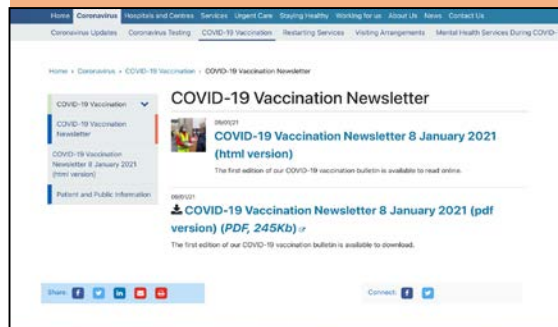 Home Coronavirus Hospitals and Centres Services Urgent Care Staying Healthy Working for us About Us News Contact Us
Coronavirus Updates Coronavirus Testing COVID-19 Vaccination Restarting Services Visiting Arrangements Mental Health Services During COVID-
Home » Coronavirus » COVID-19 Vaccination » COVID-19 Vaccination Newsletter
COVID-19 Vaccination
COVID-19 Vaccination
Newsletter
COVID-19 Vaccination
Newsletter 8 January 2021
(html version)
Patient and Public Information
COVID-19 Vaccination Newsletter
09/01/21
COVID-19 Vaccination Newsletter 8 January 2021
(html version)
The first edition of our COVID-19 vaccination bulletin is available to read online.
09/01/21
COVID-19 Vaccination Newsletter 8 January 2021 (pdf
version) (PDF, 245Kb)
The first edition of our COVID-19 vaccination bulletin is available to download.
Share:
Connect: